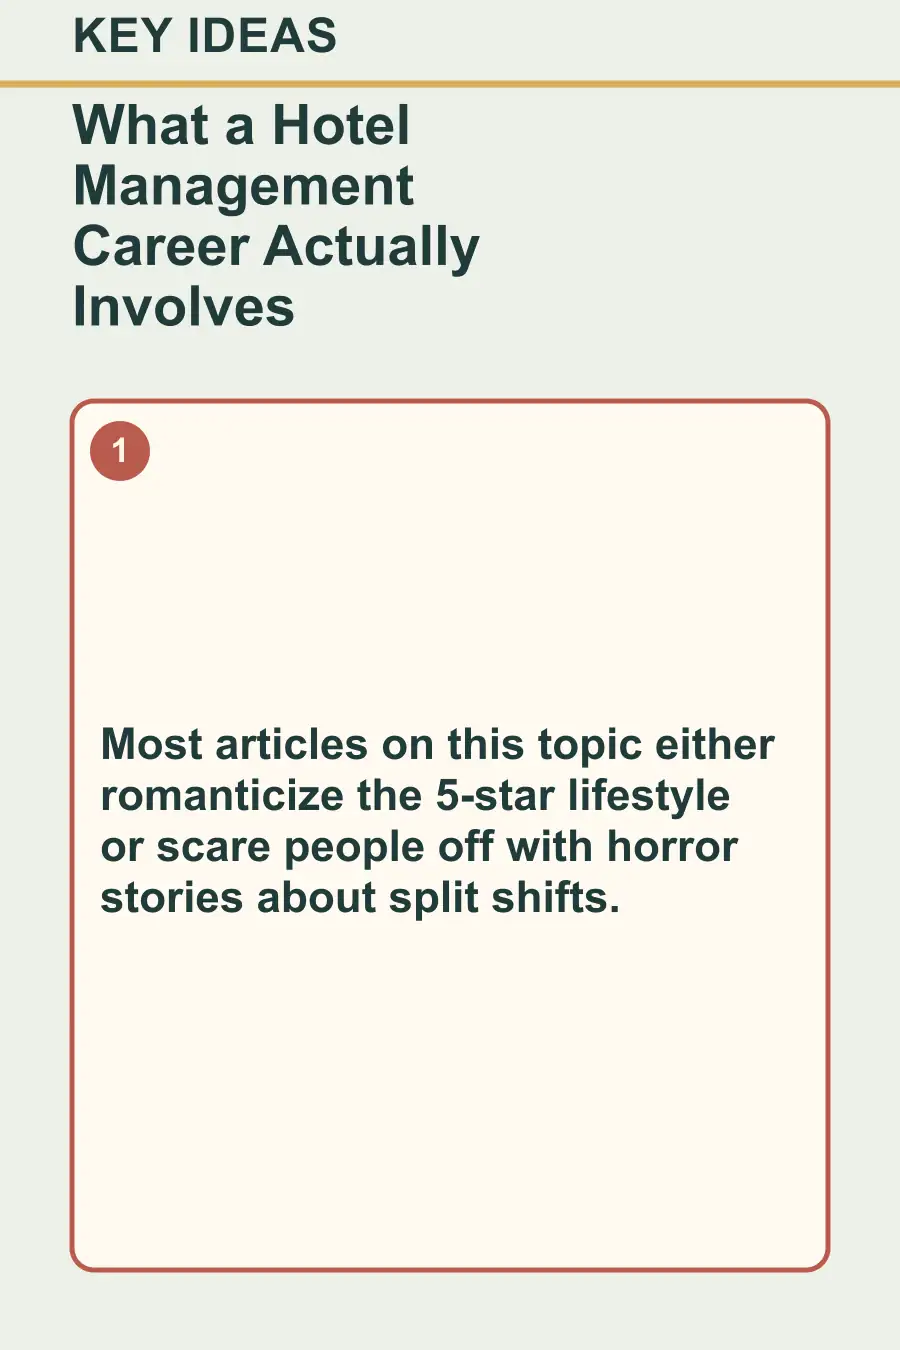 KEY IDEAS
What a Hotel
Management
Career Actually
Involves
1
Most articles on this topic either
romanticize the 5-star lifestyle
or scare people off with horror
stories about split shifts.